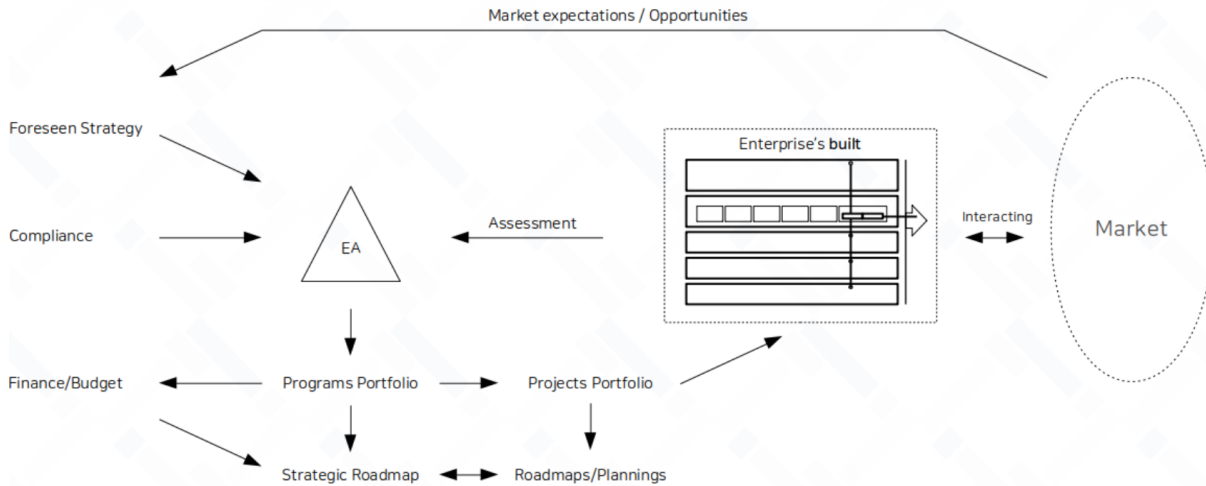 Market expectations / Opportunities
Foreseen Strategy
Enterprise's built
Compliance
EA
Assessment
Interacting
Market
Finance/Budget
Programs Portfolio
Projects Portfolio
Strategic Roadmap
Roadmaps/Plannings